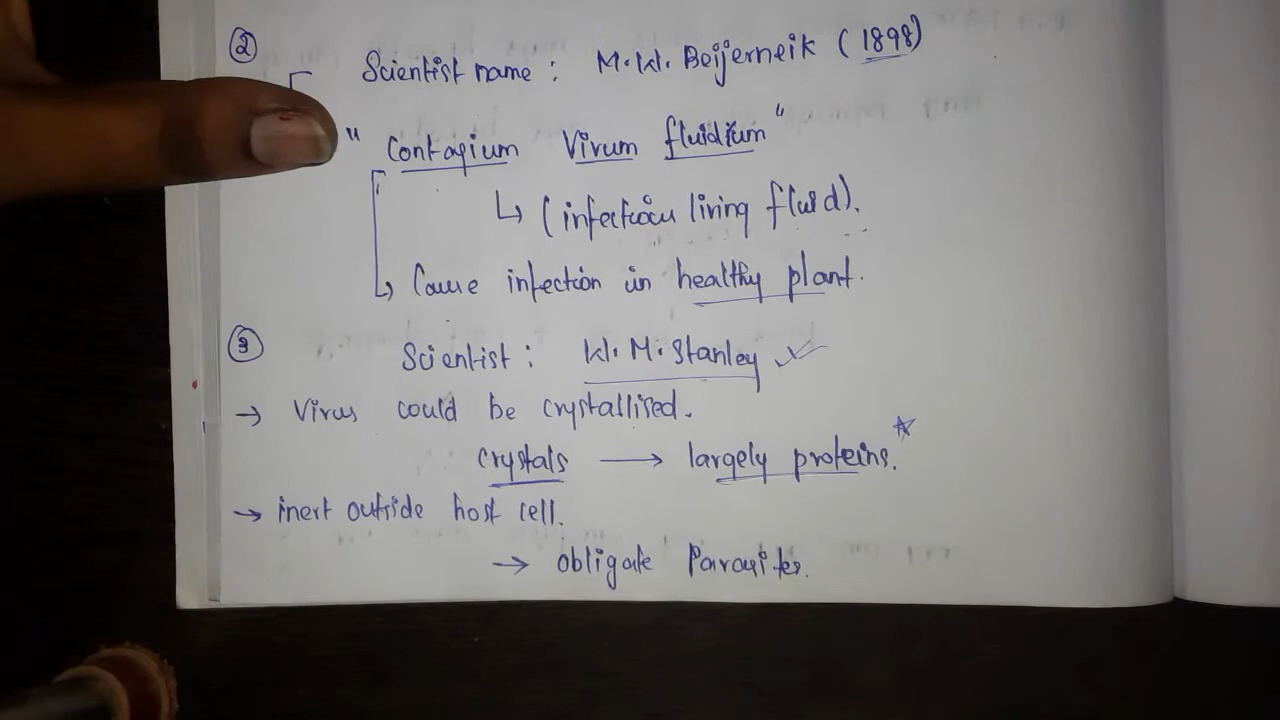 ② Scientist name : M.W. Beijerneik (1898)
" Contagium Virum fluidium "
↳ (infectious living fluid).
↳ Cause infection in healthy plant.
③ Scientist : W. M. Stanley ✓
→ Virus could be crystallised.
crystals → largely proteins. ☆
→ inert outside host cell.
→ obligate Parasites.